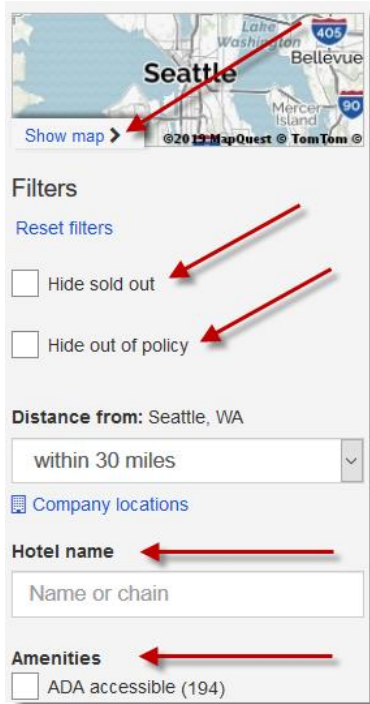 Lake
Washington
405
Bellevue
Seattle
Mercer
Island
90
Show map
©2019 MapQuest © TomTom ©
Filters
Reset filters
Hide sold out
Hide out of policy
Distance from: Seattle, WA
within 30 miles
Company locations
Hotel name
Name or chain
Amenities
ADA accessible (194)